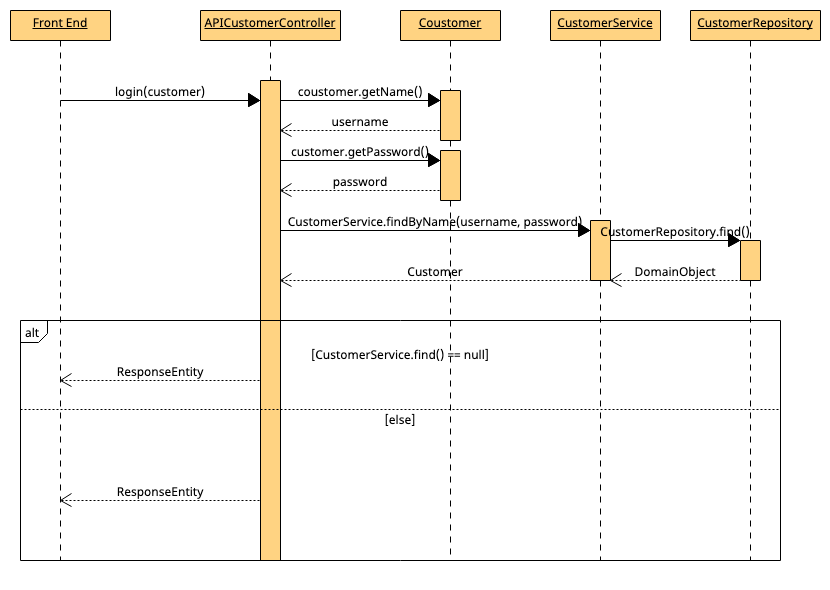 Front End
APICustomerController
Coustomer
CustomerService
CustomerRepository
login(customer)
coustomer.getName()
username
customer.getPassword()
password
CustomerService.findByName(username, password)
CustomerRepository.find()
Customer
DomainObject
alt
[CustomerService.find() == null]
ResponseEntity
[else]
ResponseEntity